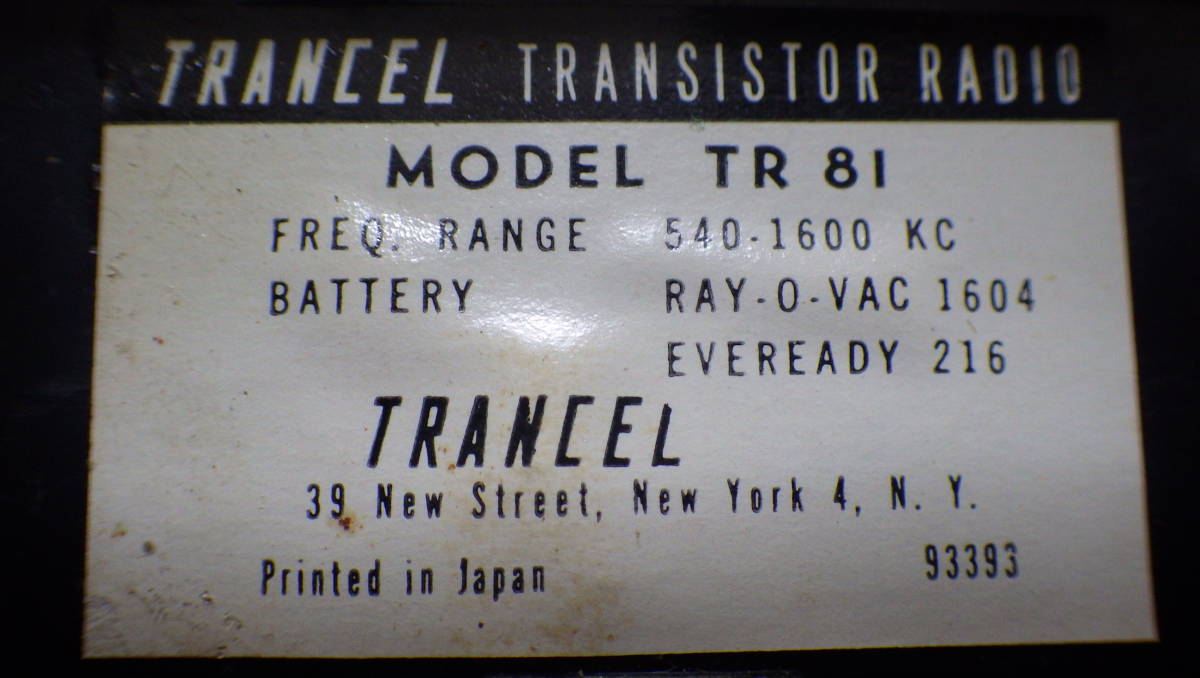 TRANCEL TRANSISTOR RADIO
MODEL TR 81
FREQ. RANGE 540-1600 KC
BATTERY RAY-O-VAC 1604
EVEREADY 216
TRANCEL
39 New Street, New York 4, N. Y.
Printed in Japan 93393